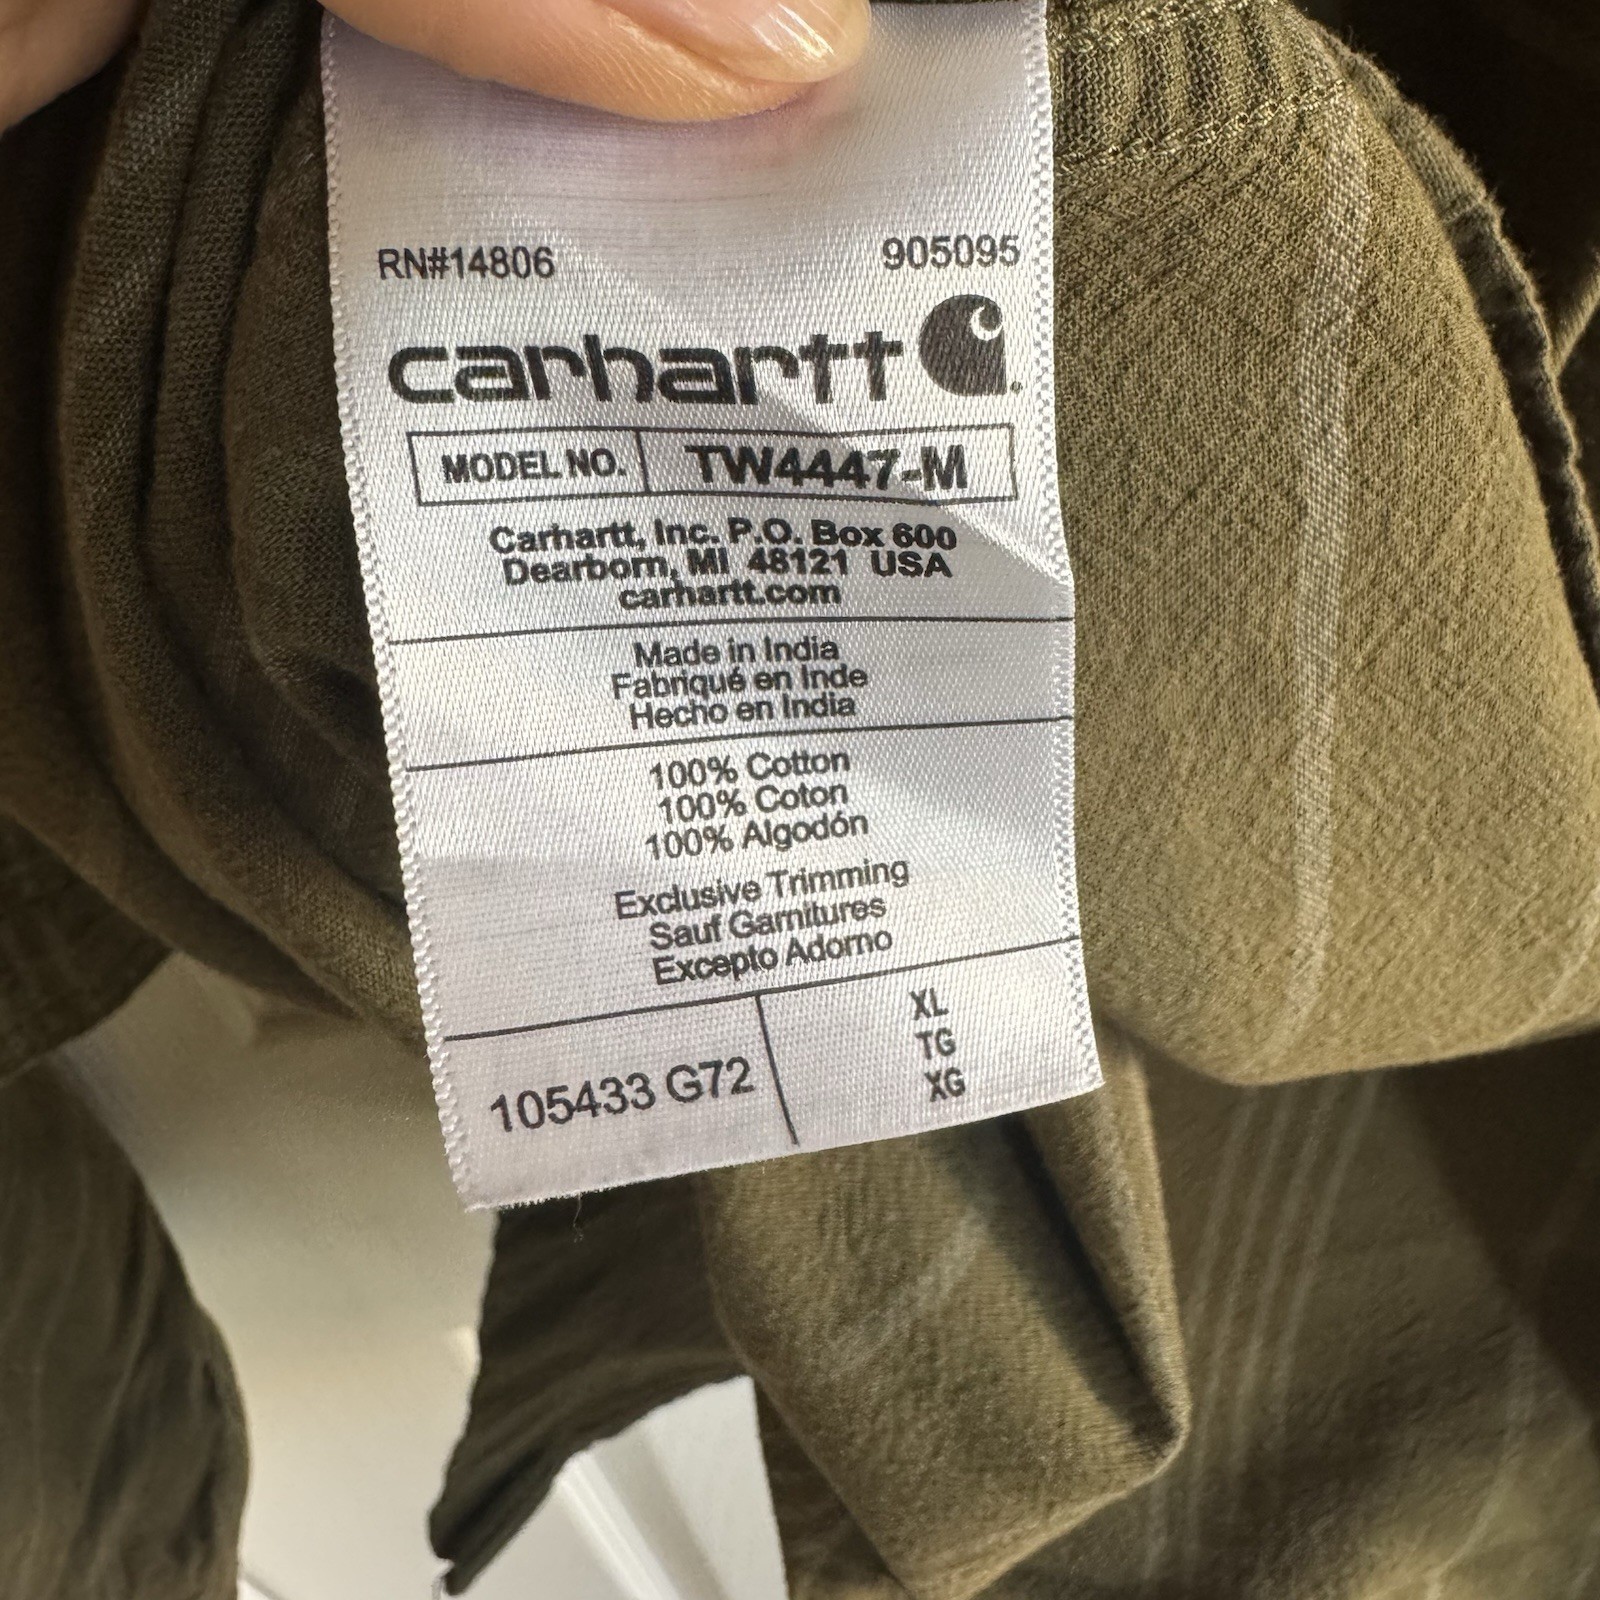 RN#14806 905095
carhartt
MODEL NO. TW4447-M
Carhartt, Inc. P.O. Box 600
Dearborn, MI 48121 USA
carhartt.com
Made in India
Fabriqué en Inde
Hecho en India
100% Cotton
100% Coton
100% Algodón
Exclusive Trimming
Sauf Garnitures
Excepto Adorno
105433 G72
XL
TG
XG